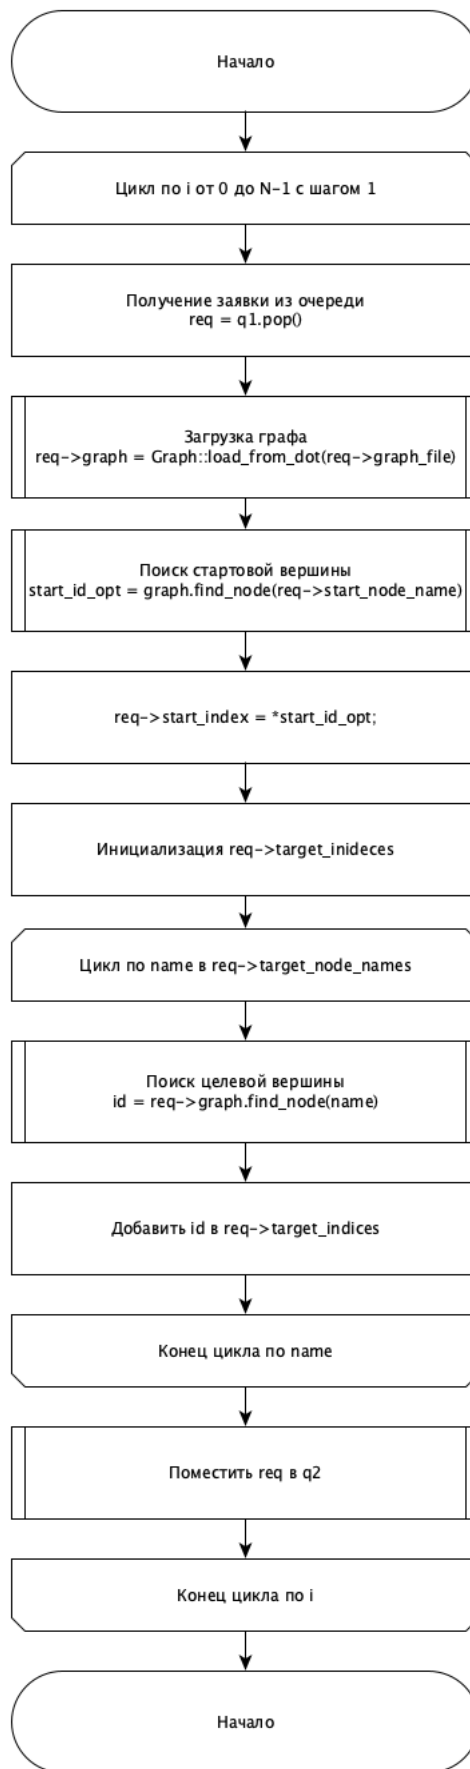 Начало
Цикл по i от 0 до N-1 с шагом 1
Получение заявки из очереди
req = q1.pop()
Загрузка графа
req->graph = Graph::load_from_dot(req->graph_file)
Поиск стартовой вершины
start_id_opt = graph.find_node(req->start_node_name)
req->start_index = *start_id_opt;
Инициализация req->target_inideces
Цикл по name в req->target_node_names
Поиск целевой вершины
id = req->graph.find_node(name)
Добавить id в req->target_indices
Конец цикла по name
Поместить req в q2
Конец цикла по i
Начало